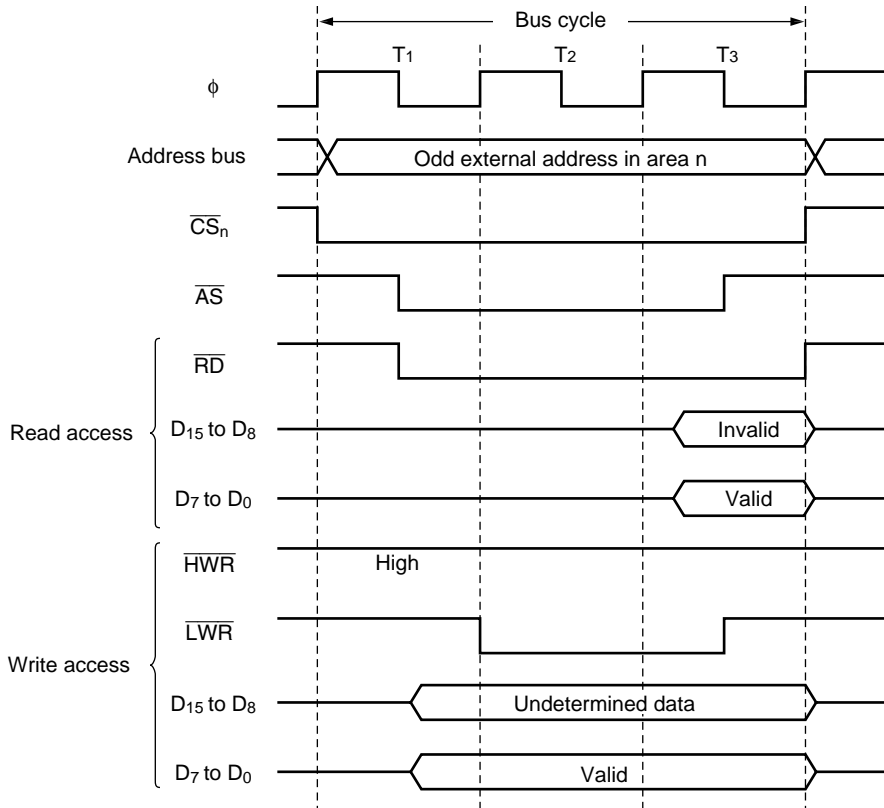 Bus cycle
T1 T2 T3
ϕ
Address bus Odd external address in area n
CSn
AS
RD
Read access
D15 to D8 Invalid
D7 to D0 Valid
HWR High
LWR
Write access
D15 to D8 Undetermined data
D7 to D0 Valid